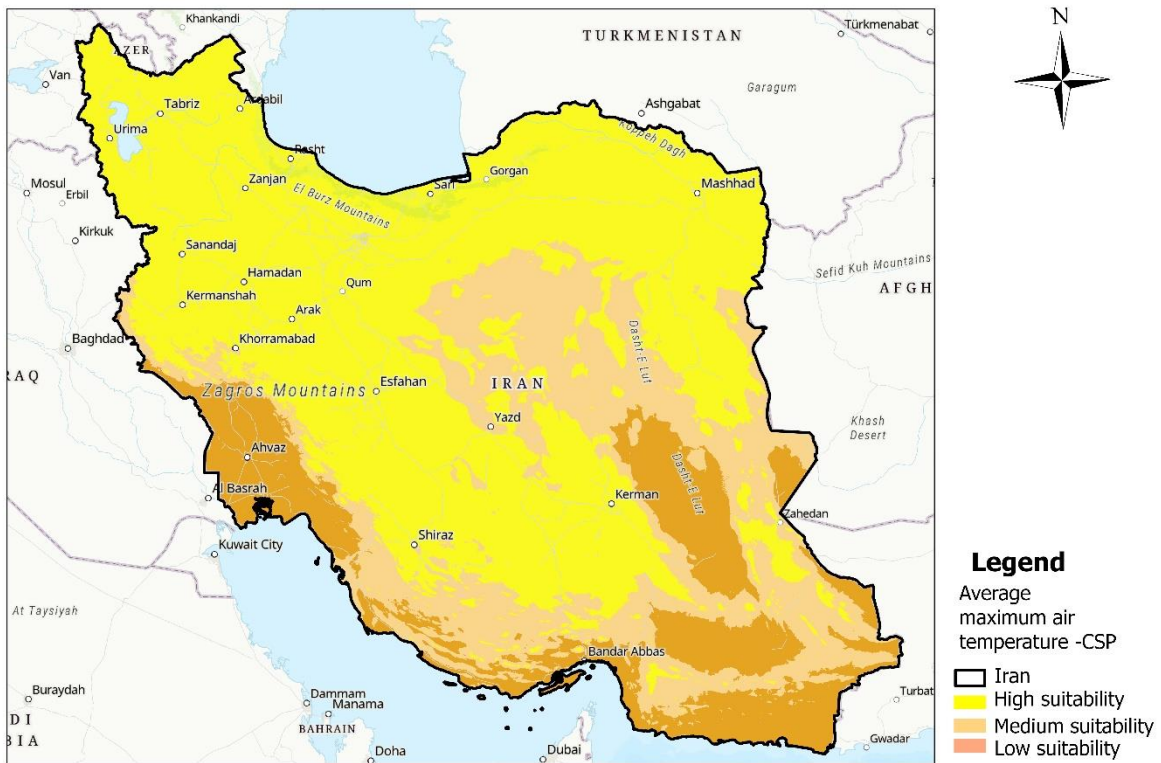 Khankandi
TURKMENISTAN
Türkmenabat
N
AZER
Van
Garagum
Tabriz
Ardabil
Ashgabat
Urima
Koppeh Dagh
Rasht
Gorgan
Mosul
Zanjan
Sari
Mashhad
Erbil
El Burz Mountains
Kirkuk
Sanandaj
Sefid Kuh Mountains
Hamadan
Qum
AFGH
Kermanshah
Arak
Dasht-E Lut
Baghdad
Khorramabad
RAQ
Zagros Mountains
Esfahan
IRAN
Yazd
Khash
Desert
Ahvaz
Dasht-E Lut
Al Basrah
Kerman
Zahedan
Kuwait City
Shiraz
Legend
At Taysiyah
Average
maximum air
temperature -CSP
Bandar Abbas
Iran
Buraydah
Dammam
Manama
Turbat
High suitability
DI
BIA
BAHRAIN
Medium suitability
Doha
Dubai
Gwadar
Low suitability